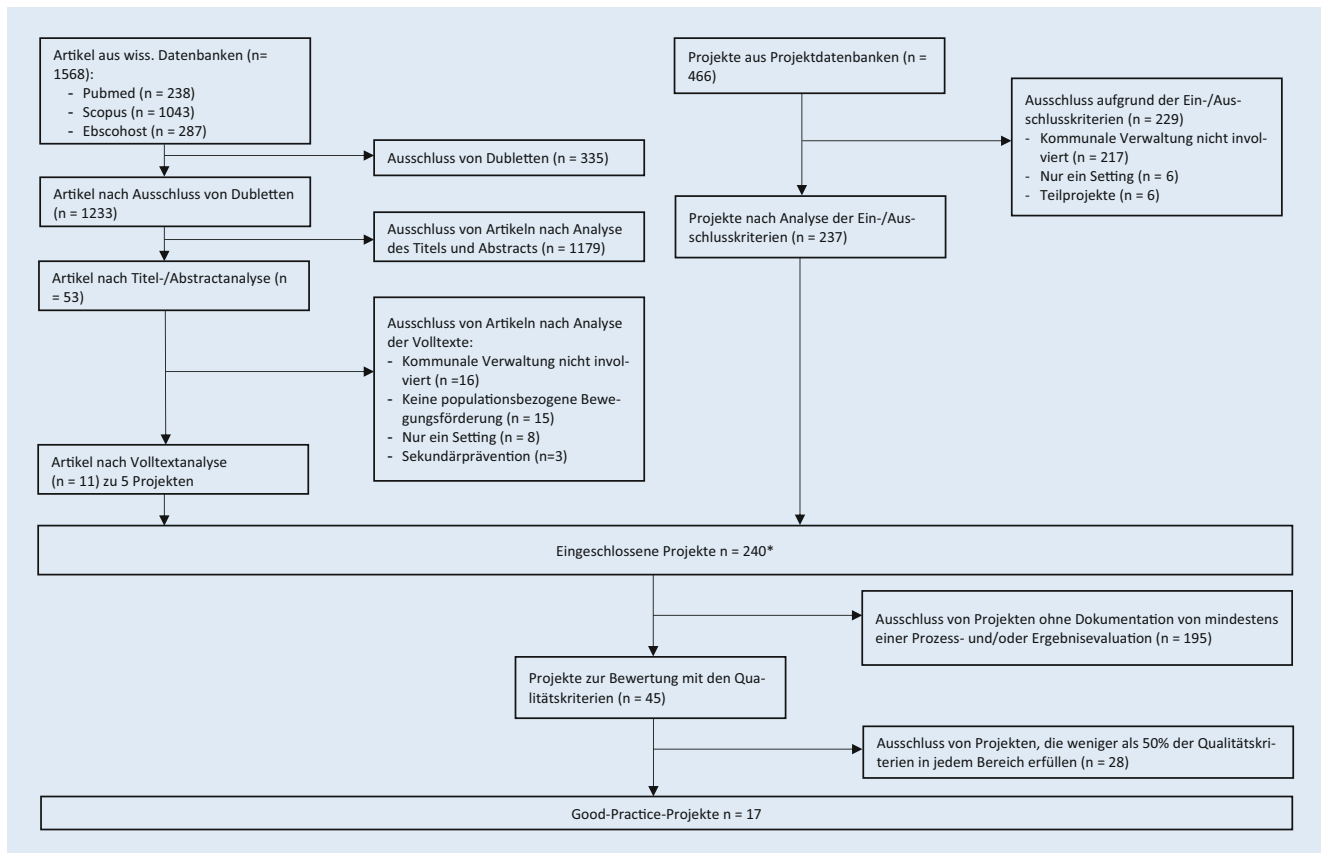 Artikel aus wiss. Datenbanken (n=
1568):
- Pubmed (n = 238)
- Scopus (n = 1043)
- Ebscohost (n = 287)
Ausschluss von Dubletten (n = 335)
Artikel nach Ausschluss von Dubletten
(n = 1233)
Ausschluss von Artikeln nach Analyse
des Titels und Abstracts (n = 1179)
Artikel nach Titel-/Abstractanalyse (n
= 53)
Ausschluss von Artikeln nach Analyse
der Volltexte:
- Kommunale Verwaltung nicht invol-
viert (n =16)
- Keine populationsbezogene Bewe-
gungsförderung (n = 15)
- Nur ein Setting (n = 8)
- Sekundärprävention (n=3)
Artikel nach Volltextanalyse
(n = 11) zu 5 Projekten
Projekte aus Projektdatenbanken (n =
466)
Ausschluss aufgrund der Ein-/Aus-
schlusskriterien (n = 229)
- Kommunale Verwaltung nicht invol-
viert (n = 217)
- Nur ein Setting (n = 6)
- Teilprojekte (n = 6)
Projekte nach Analyse der Ein-/Aus-
schlusskriterien (n = 237)
Eingeschlossene Projekte n = 240*
Ausschluss von Projekten ohne Dokumentation von mindestens
einer Prozess- und/oder Ergebnisevaluation (n = 195)
Projekte zur Bewertung mit den Qua-
litätskriterien (n = 45)
Ausschluss von Projekten, die weniger als 50% der Qualitätskri-
terien in jedem Bereich erfüllen (n = 28)
Good-Practice-Projekte n = 17